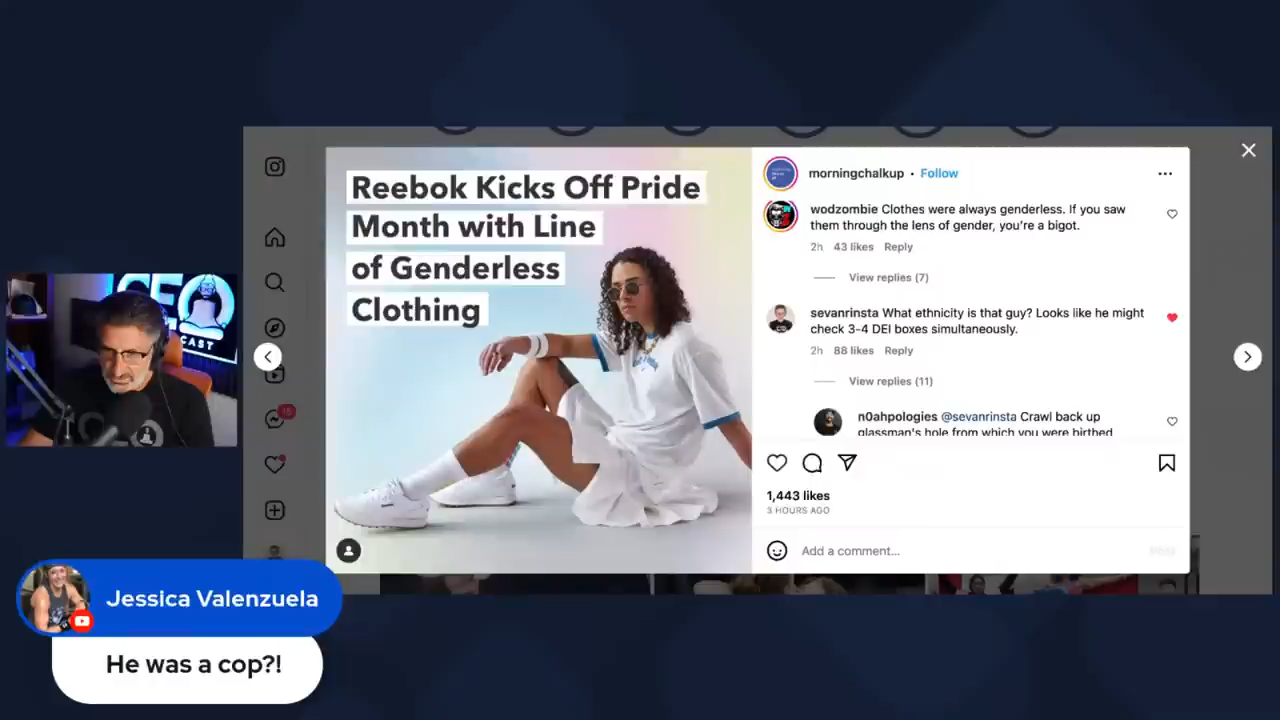 Reebok Kicks Off Pride
Month with Line
of Genderless
Clothing
morningchalkup • Follow
wodzombie Clothes were always genderless. If you saw
them through the lens of gender, you're a bigot.
2h 43 likes Reply
View replies (7)
sevanrinsta What ethnicity is that guy? Looks like he might
check 3-4 DEI boxes simultaneously.
2h 88 likes Reply
View replies (11)
n0ahpologies @sevanrinsta Crawl back up
glassman's hole from which you were birthed
1,443 likes
3 HOURS AGO
Add a comment...
Post
CEO
CAST
Jessica Valenzuela
He was a cop?!